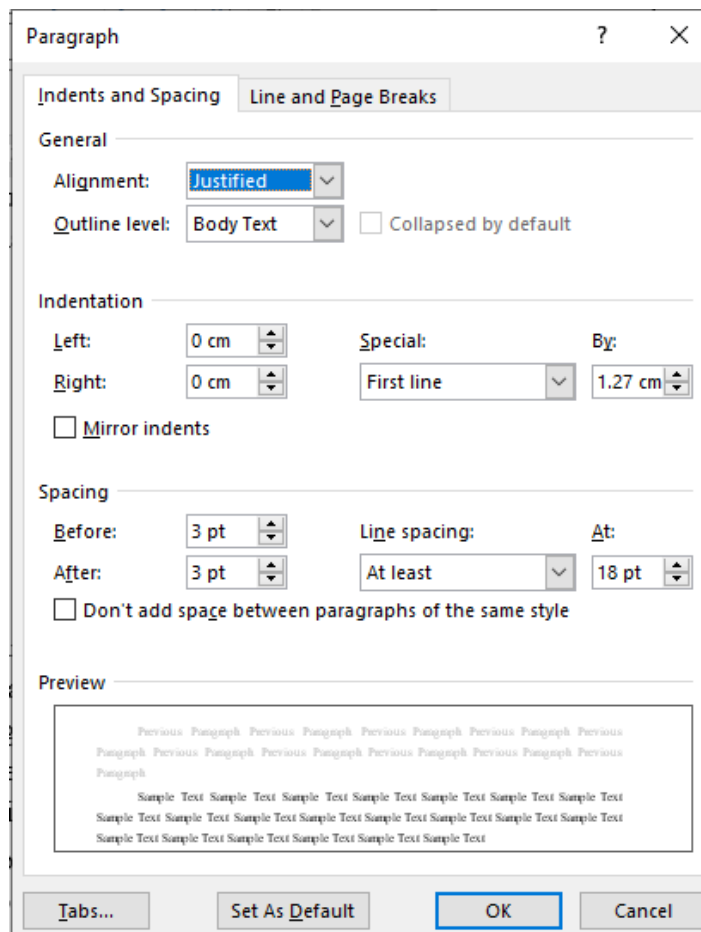 Paragraph ?
Indents and Spacing Line and Page Breaks
General
Alignment: Justified
Outline level: Body Text Collapsed by default
Indentation
Left: 0 cm Special: By:
Right: 0 cm First line 1.27 cm
Mirror indents
Spacing
Before: 3 pt Line spacing: At:
After: 3 pt At least 18 pt
Don't add space between paragraphs of the same style
Preview
Previous Paragraph Previous Paragraph Previous Paragraph Previous Paragraph Previous
Paragraph Previous Paragraph Previous Paragraph Previous Paragraph Previous Paragraph Previous
Paragraph
Sample Text Sample Text Sample Text Sample Text Sample Text Sample Text Sample Text
Sample Text Sample Text Sample Text Sample Text Sample Text Sample Text Sample Text
Sample Text Sample Text Sample Text Sample Text Sample Text Sample Text
Tabs... Set As Default OK Cancel